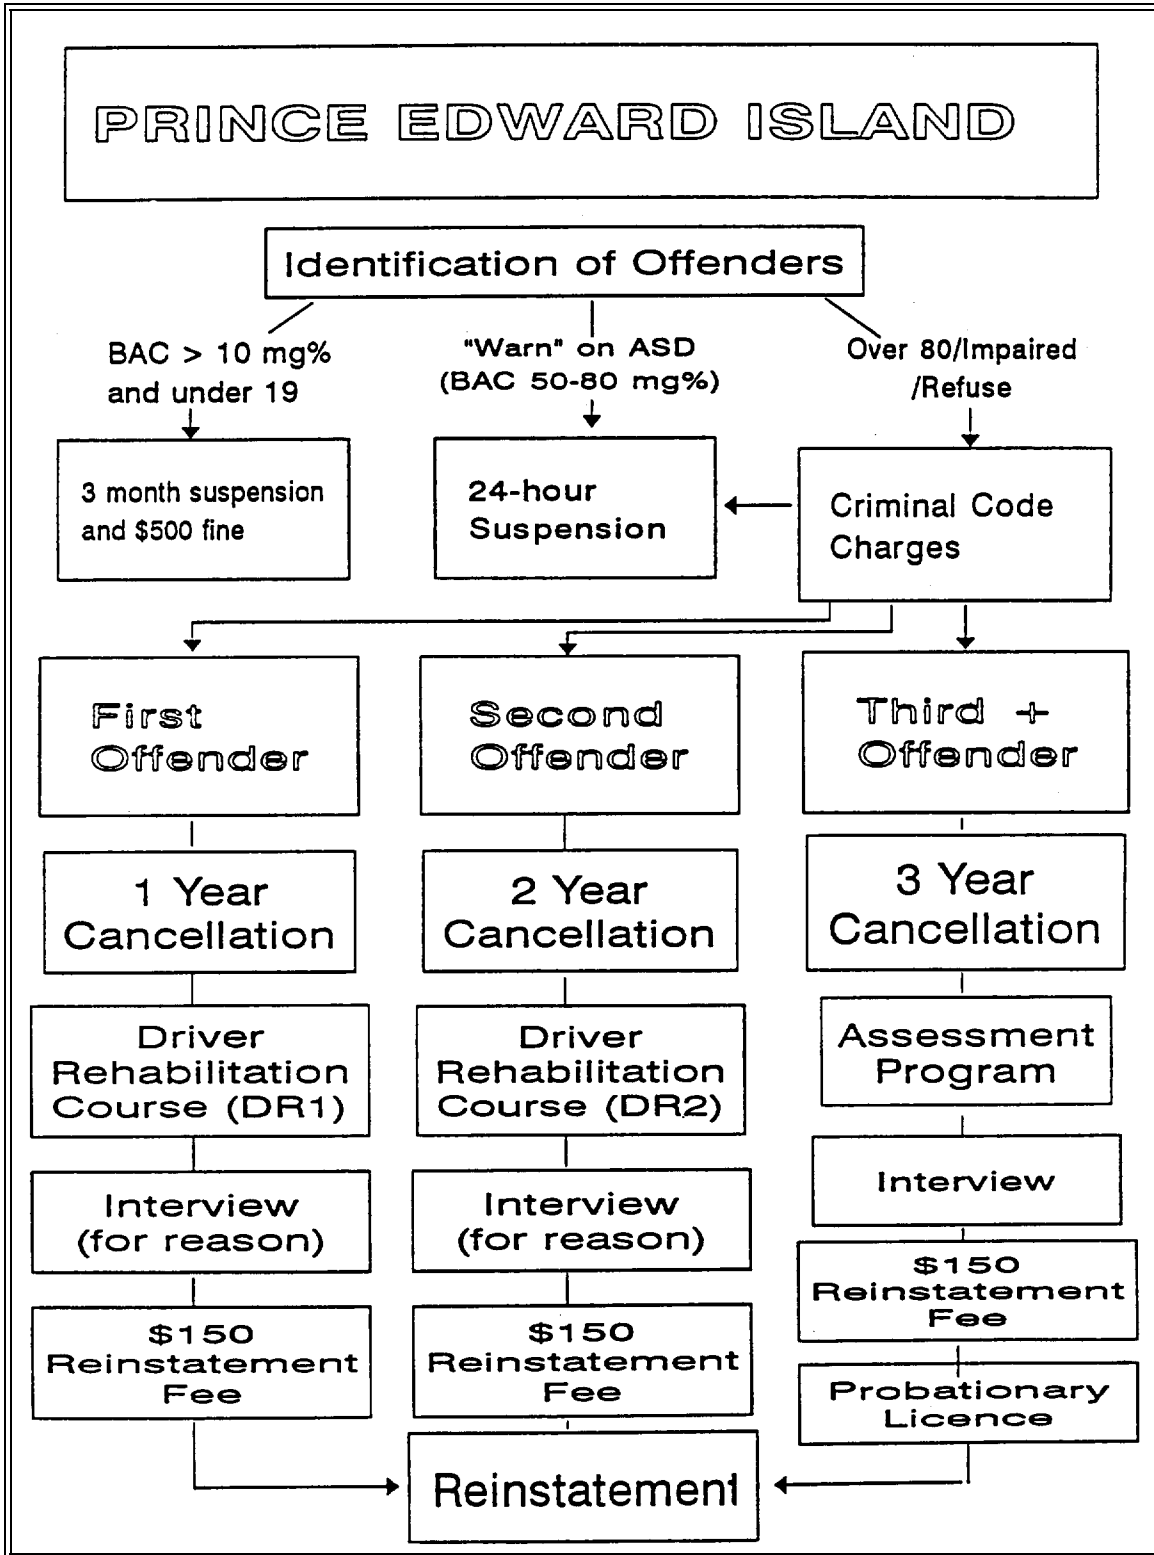 PRINCE EDWARD ISLAND
Identification of Offenders
BAC > 10 mg%
and under 19
"Warn" on ASD
(BAC 50-80 mg%)
Over 80/Impaired
/Refuse
3 month suspension
and $500 fine
24-hour
Suspension
Criminal Code
Charges
First
Offender
Second
Offender
Third +
Offender
1 Year
Cancellation
2 Year
Cancellation
3 Year
Cancellation
Driver
Rehabilitation
Course (DR1)
Driver
Rehabilitation
Course (DR2)
Assessment
Program
Interview
(for reason)
Interview
(for reason)
Interview
$150
Reinstatement
Fee
$150
Reinstatement
Fee
$150
Reinstatement
Fee
Probationary
Licence
Reinstatement